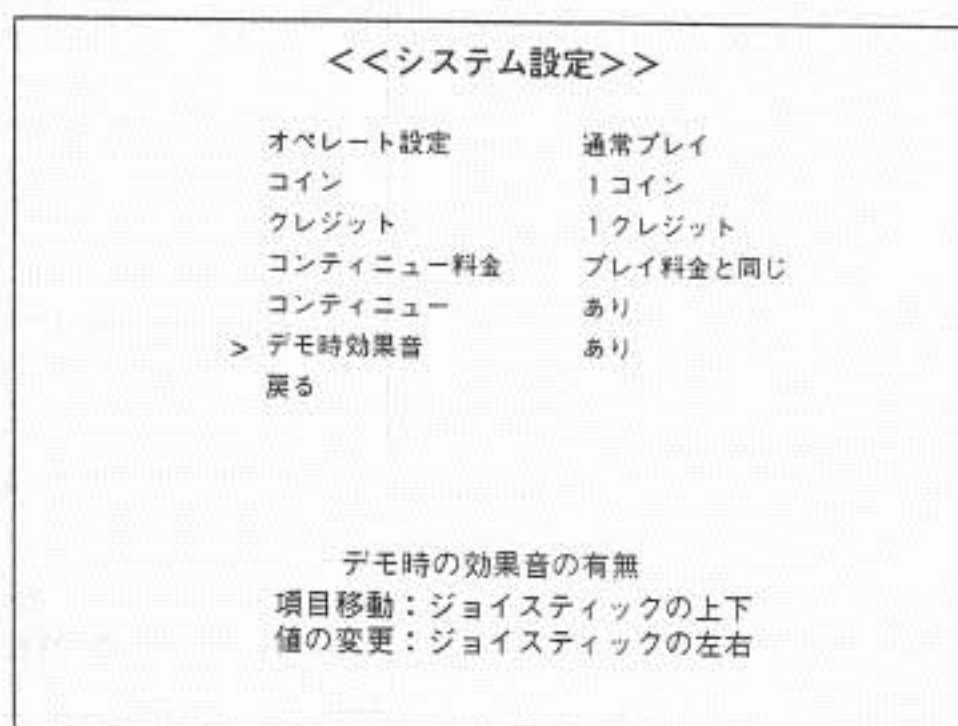 <<システム設定>>
オペレート設定 通常プレイ
コイン 1コイン
クレジット 1クレジット
コンティニュー料金 プレイ料金と同じ
コンティニュー あり
> デモ時効果音 あり
戻る
デモ時の効果音の有無
項目移動：ジョイスティックの上下
値の変更：ジョイスティックの左右